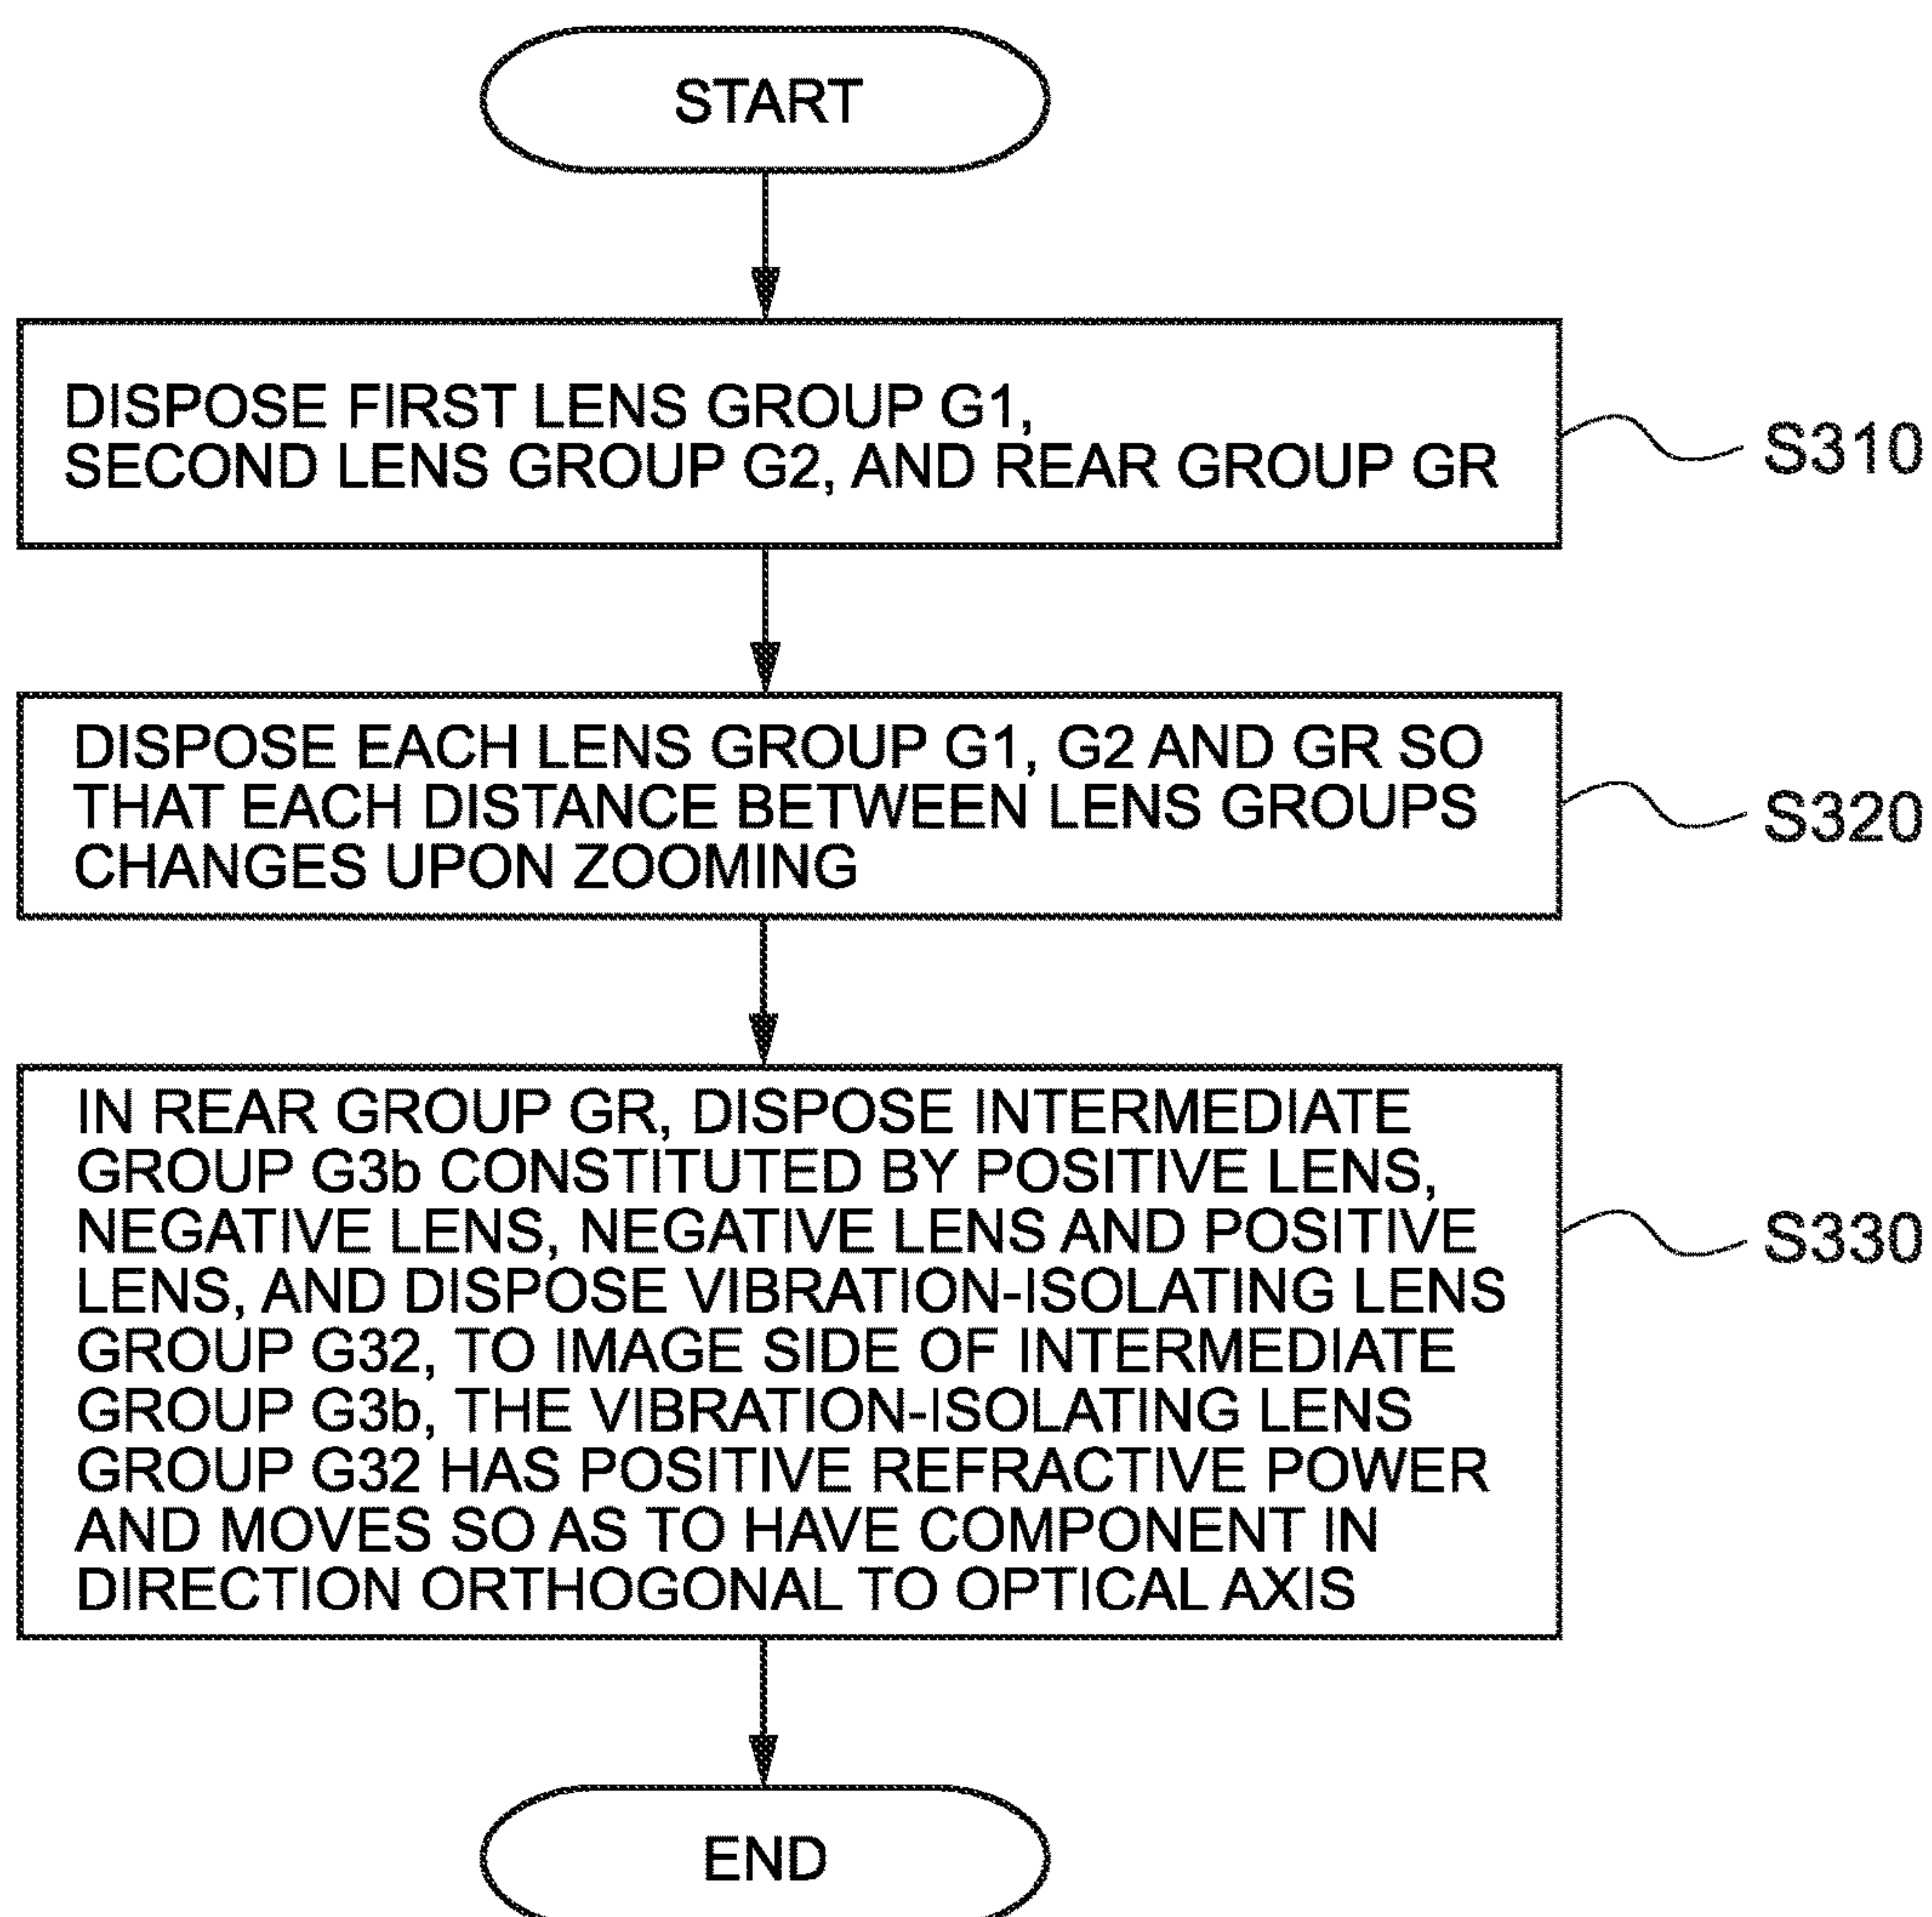 START
DISPOSE FIRST LENS GROUP G1,
SECOND LENS GROUP G2, AND REAR GROUP GR
S310
DISPOSE EACH LENS GROUP G1, G2 AND GR SO
THAT EACH DISTANCE BETWEEN LENS GROUPS
CHANGES UPON ZOOMING
S320
IN REAR GROUP GR, DISPOSE INTERMEDIATE
GROUP G3b CONSTITUTED BY POSITIVE LENS,
NEGATIVE LENS, NEGATIVE LENS AND POSITIVE
LENS, AND DISPOSE VIBRATION-ISOLATING LENS
GROUP G32, TO IMAGE SIDE OF INTERMEDIATE
GROUP G3b, THE VIBRATION-ISOLATING LENS
GROUP G32 HAS POSITIVE REFRACTIVE POWER
AND MOVES SO AS TO HAVE COMPONENT IN
DIRECTION ORTHOGONAL TO OPTICAL AXIS
S330
END